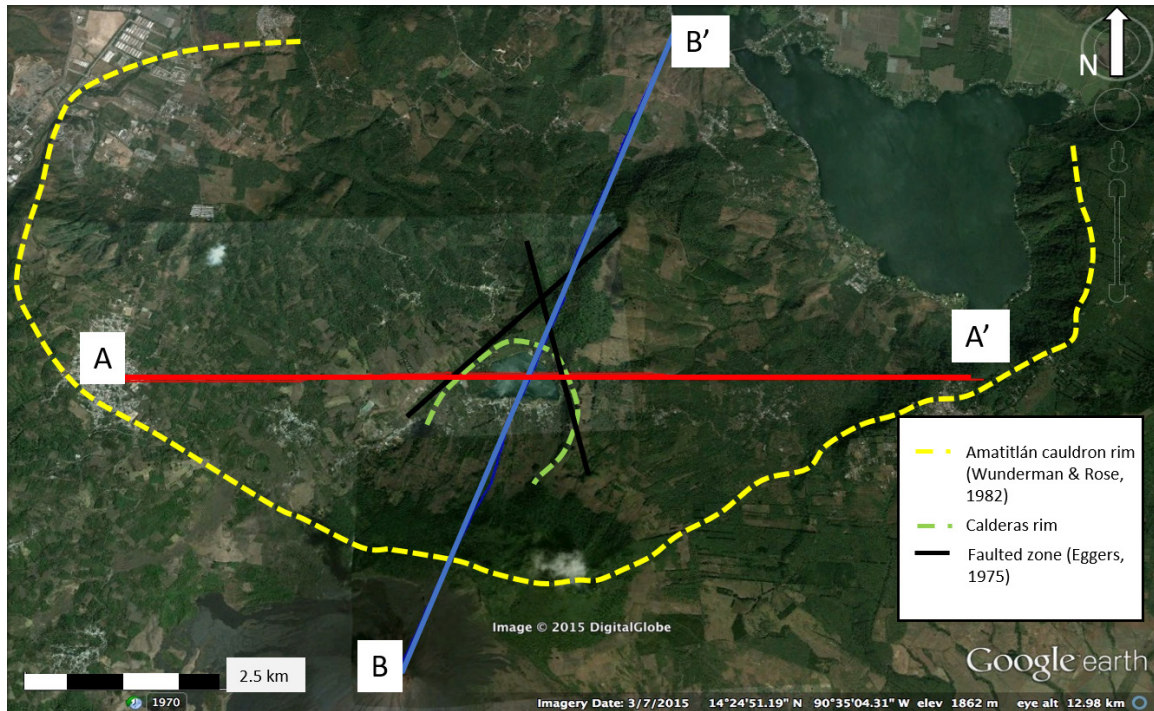 B'
N
A
A'
Amatitlán cauldron rim
(Wunderman & Rose,
1982)
Calderas rim
Faulted zone (Eggers,
1975)
B
Image © 2015 DigitalGlobe
2.5 km
Google earth
1970
Imagery Date: 3/7/2015 14°24'51.19" N 90°35'04.31" W elev 1862 m eye alt 12.98 km